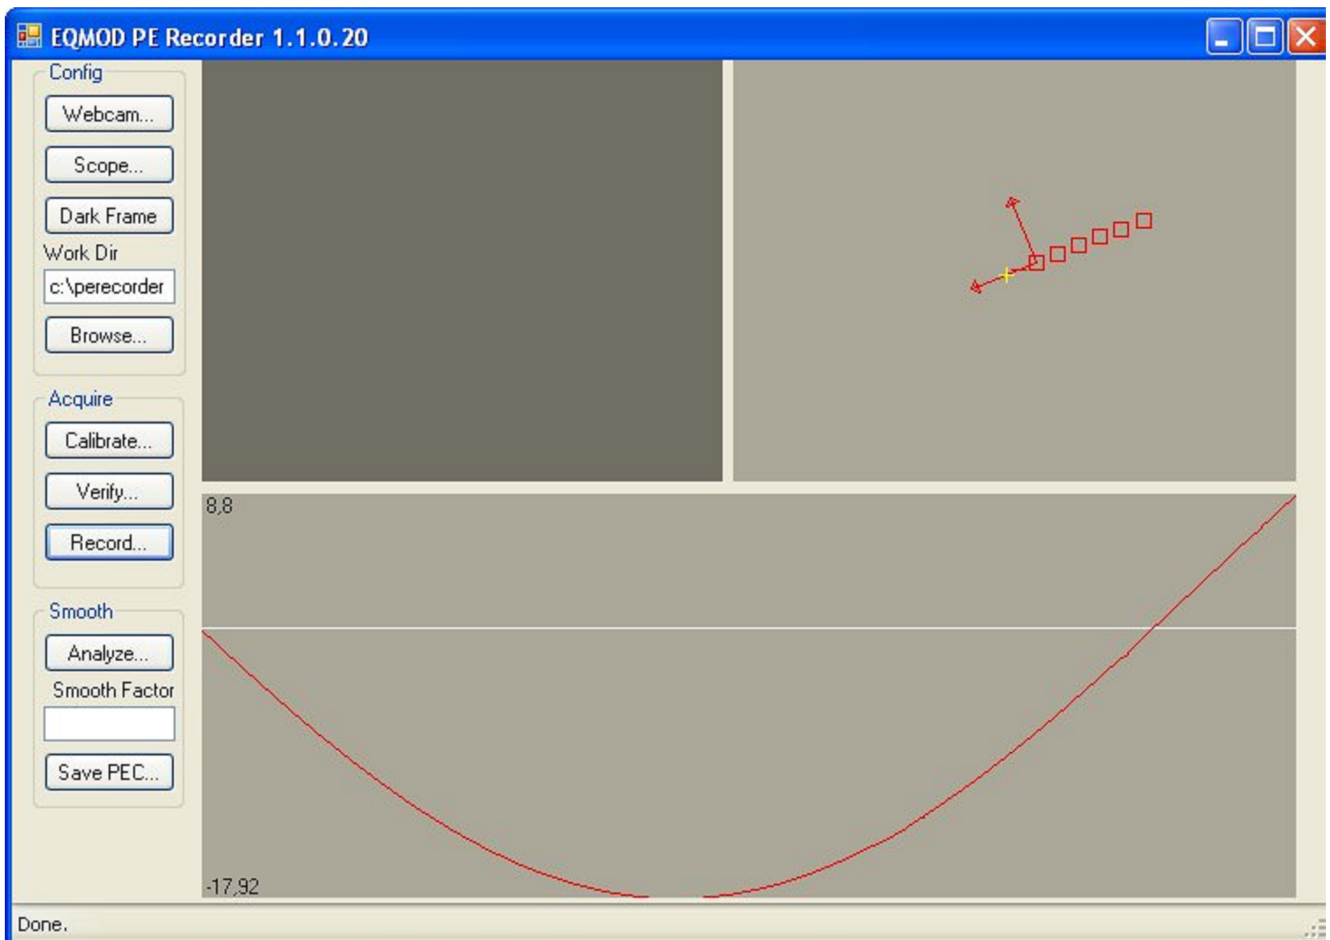 EQMOD PE Recorder 1.1.0.20
Config
Webcam...
Scope...
Dark Frame
Work Dir
c:\perecorder
Browse...
Acquire
Calibrate...
Verify...
Record...
Smooth
Analyze...
Smooth Factor
Save PEC...
8,8
-17,92
Done.